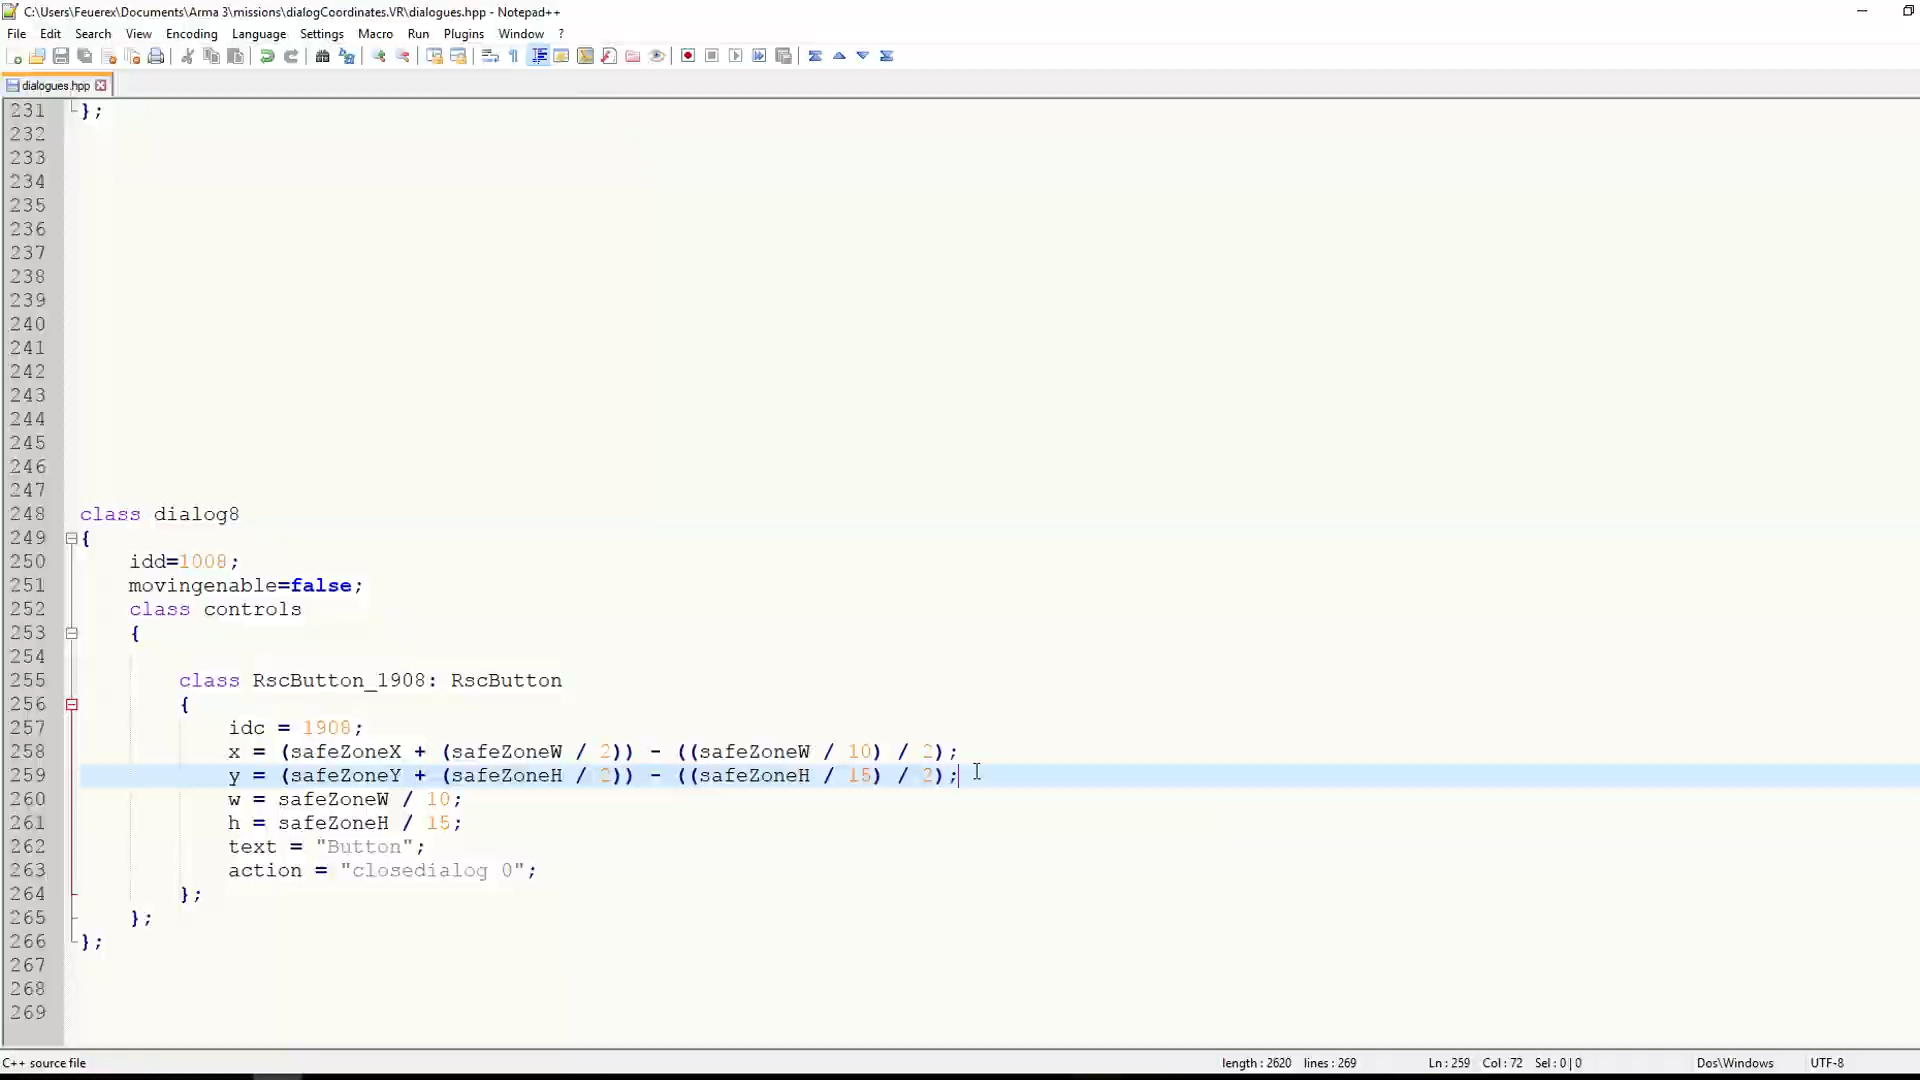 C:\Users\Feuerex\Documents\Arma 3\missions\dialogCoordinates.VR\dialogues.hpp - Notepad++
File Edit Search View Encoding Language Settings Macro Run Plugins Window ?
dialogues.hpp
231 };
232
233
234
235
236
237
238
239
240
241
242
243
244
245
246
247
248 class dialog8
249 {
250 idd=1008;
251 movingenable=false;
252 class controls
253 {
254
255 class RscButton_1908: RscButton
256 {
257 idc = 1908;
258 x = (safeZoneX + (safeZoneW / 2)) - ((safeZoneW / 10) / 2);
259 y = (safeZoneY + (safeZoneH / 2)) - ((safeZoneH / 15) / 2);
260 w = safeZoneW / 10;
261 h = safeZoneH / 15;
262 text = "Button";
263 action = "closedialog 0";
264 };
265 };
266 };
267
268
269
C++ source file length : 2620 lines : 269 Ln : 259 Col : 72 Sel : 0 | 0 Dos\Windows UTF-8